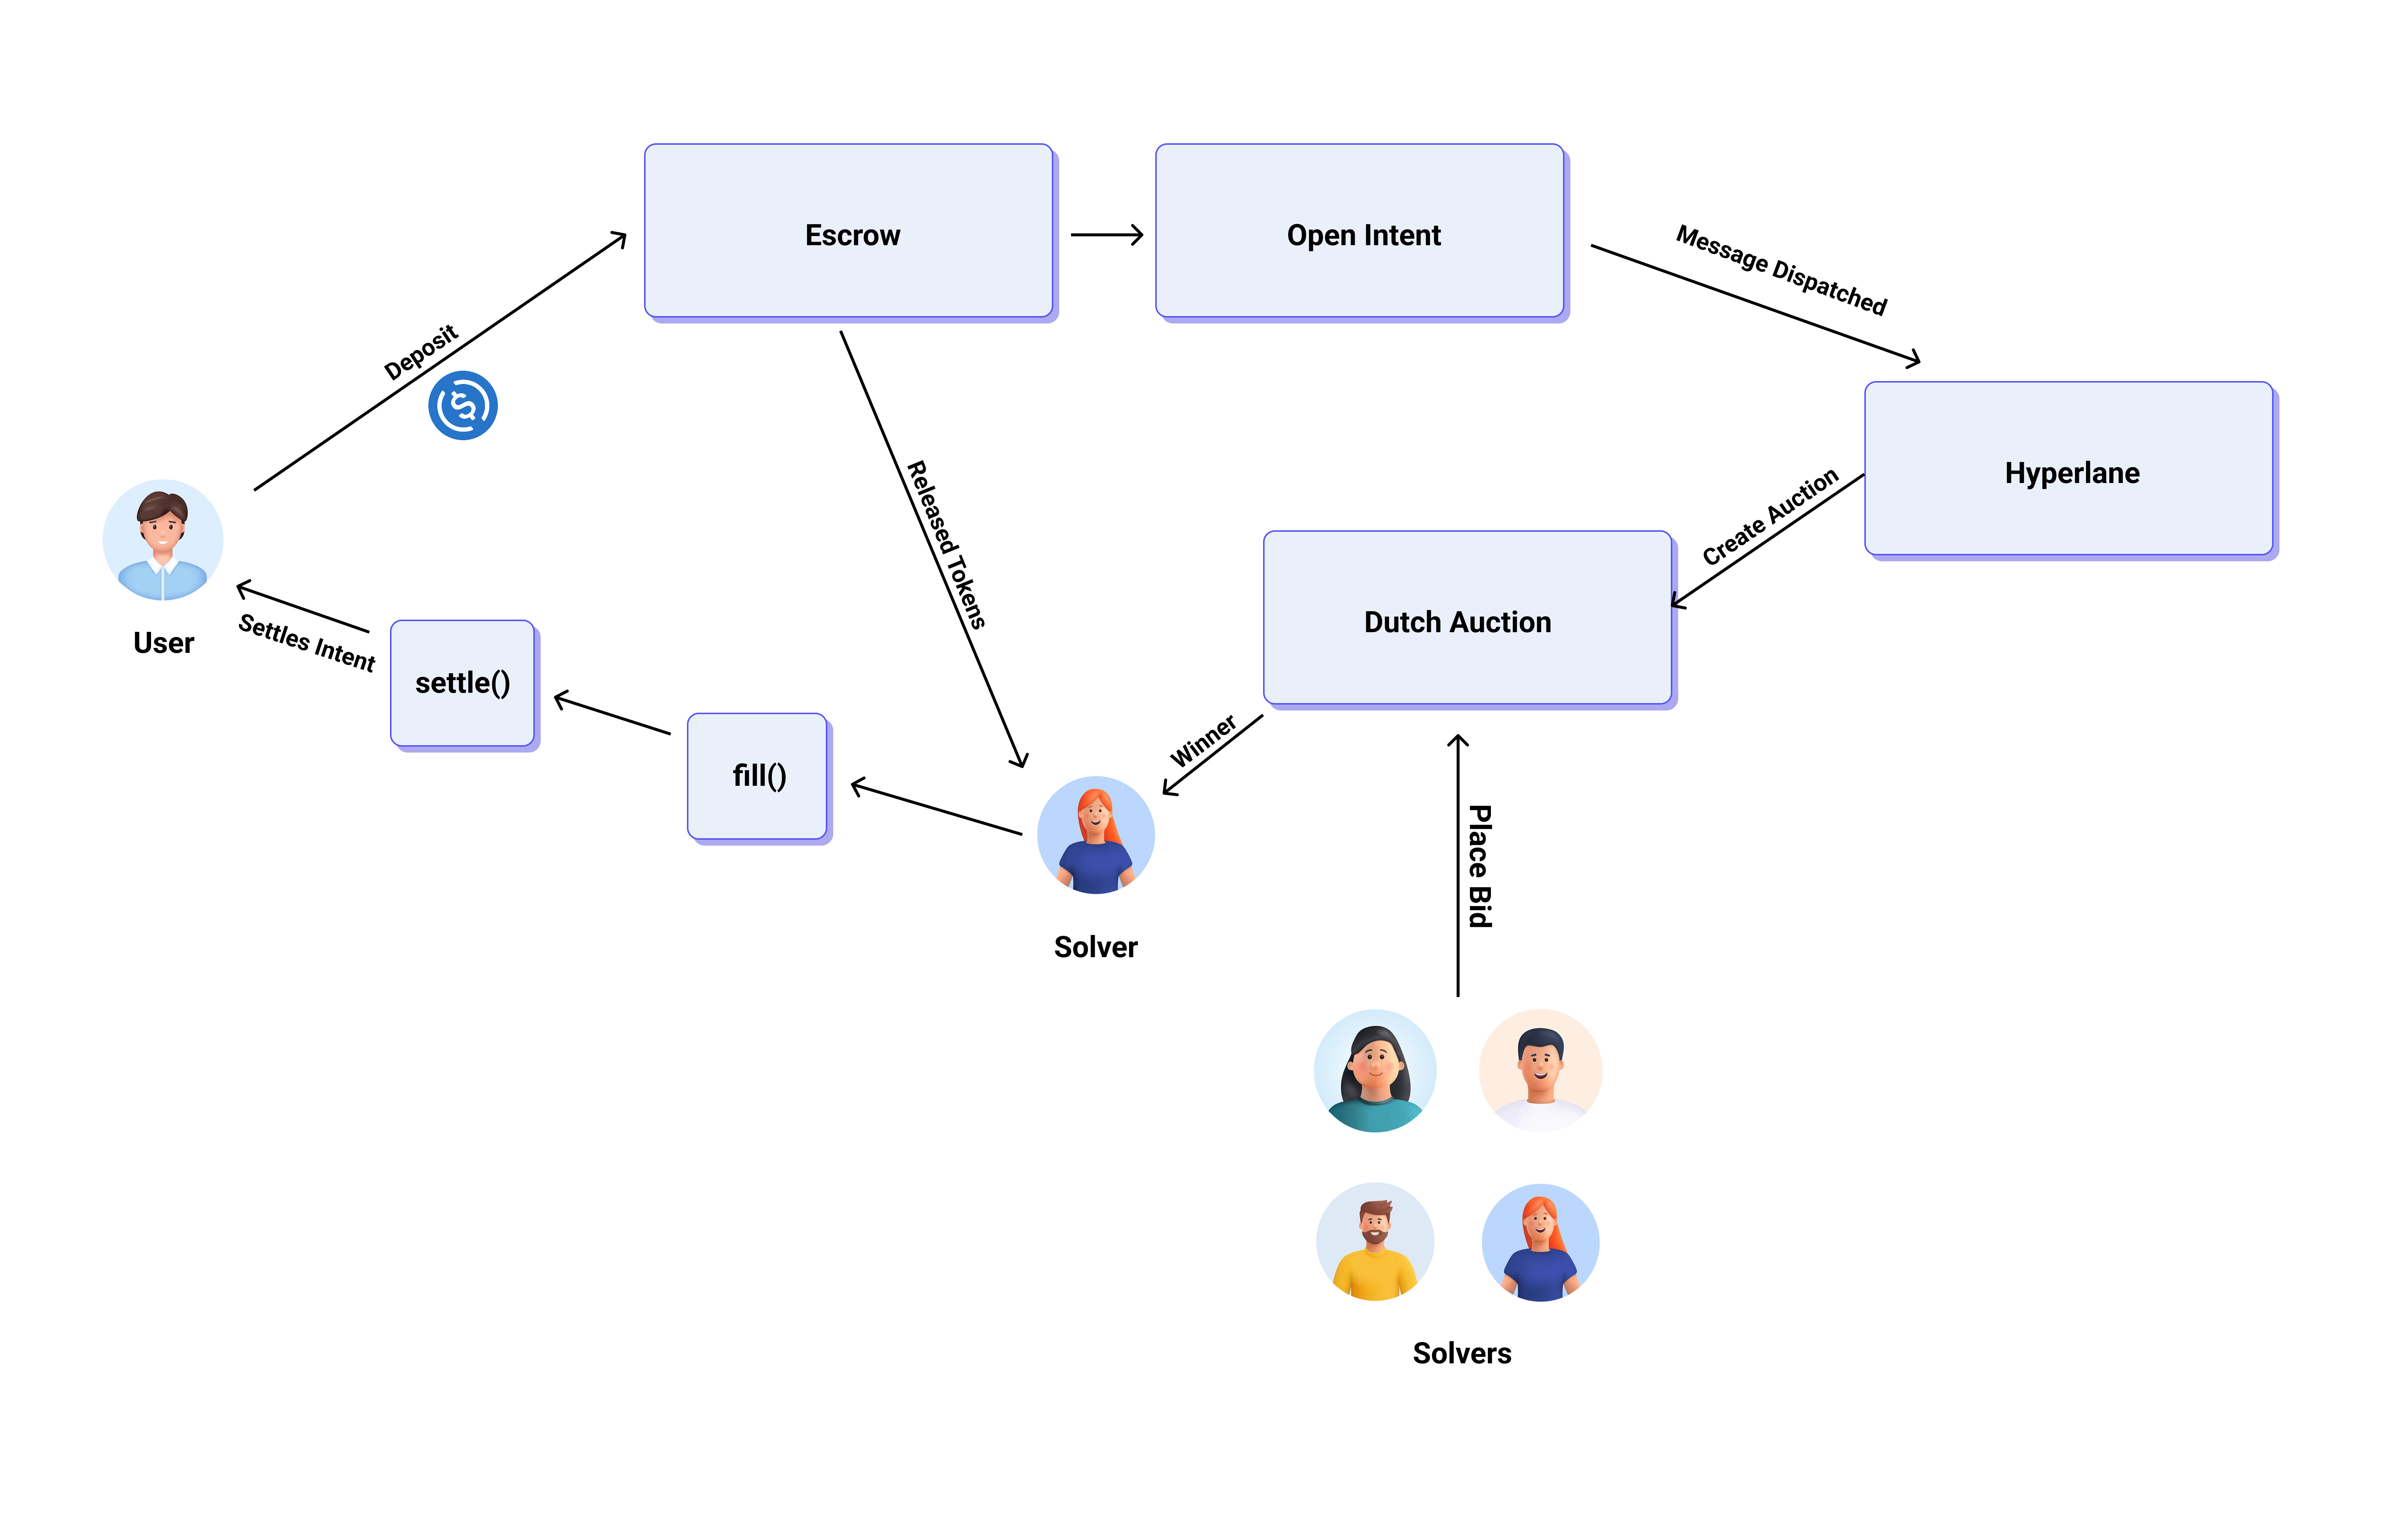 Escrow
Open Intent
Message Dispatched
Deposit
Hyperlane
Create Auction
Released Tokens
Dutch Auction
User
Settles Intent
settle()
Winner
fill()
Place Bid
Solver
Solvers